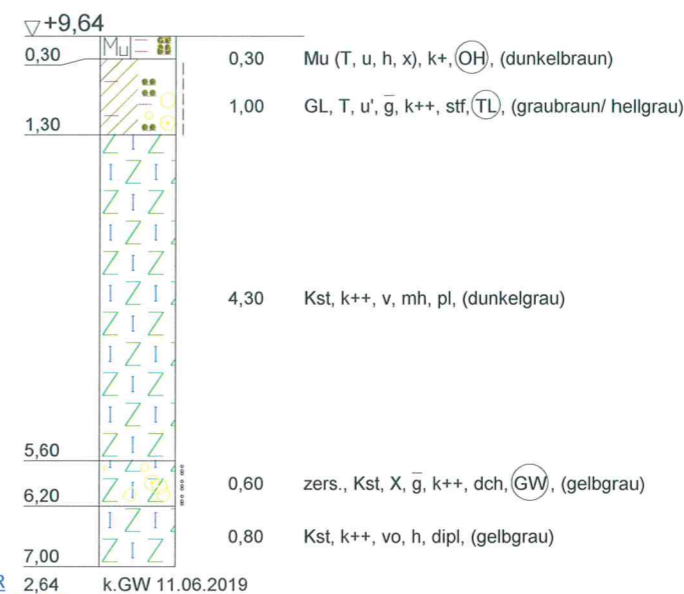 ▽+9,64
Mu
0,30 0,30 Mu (T, u, h, x), k+, OH, (dunkelbraun)
1,00 GL, T, u', g̅, k++, stf, TL, (graubraun/ hellgrau)
1,30
4,30 Kst, k++, v, mh, pl, (dunkelgrau)
5,60
0,60 zers., Kst, X, g̅, k++, dch, GW, (gelbgrau)
6,20
0,80 Kst, k++, vo, h, dipl, (gelbgrau)
7,00
R 2,64 k.GW 11.06.2019